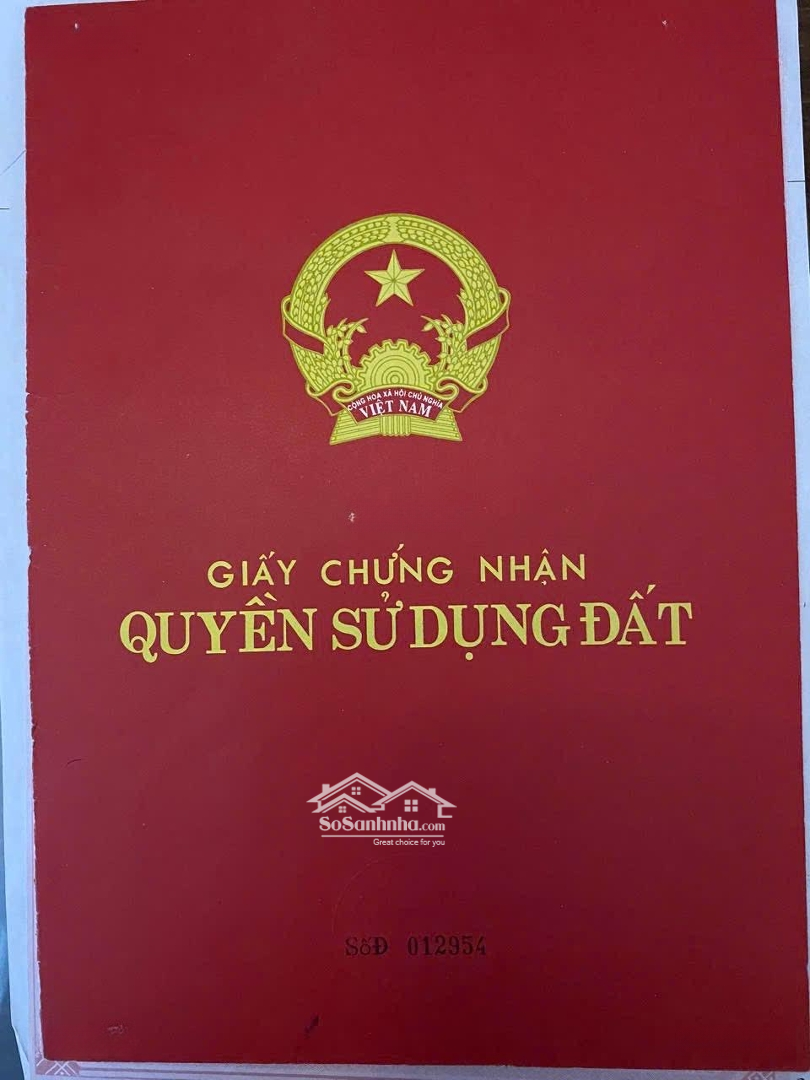 CỘNG HÒA XÃ HỘI CHỦ NGHĨA
VIỆT NAM
GIẤY CHỨNG NHẬN
QUYỀN SỬ DỤNG ĐẤT
SoSanhnha.com
Great choice for you
SốĐ 012954